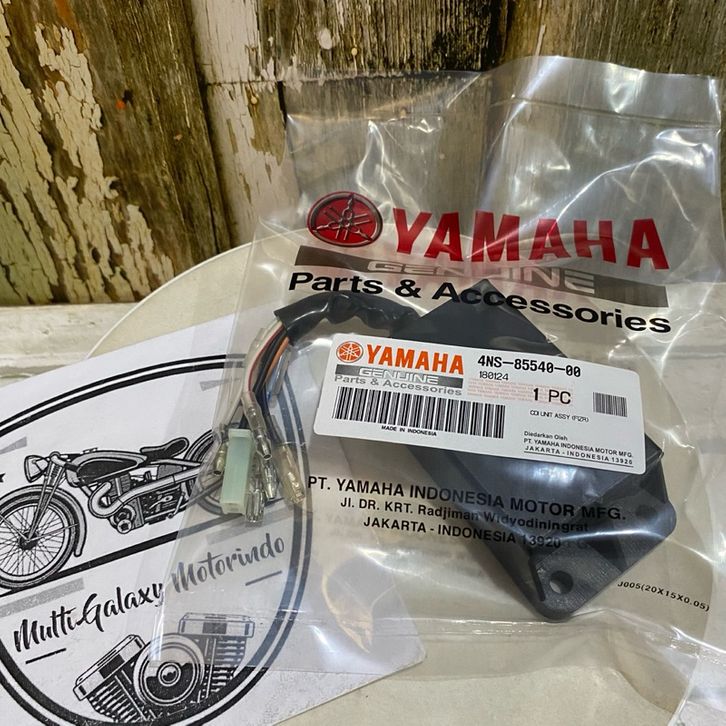 YAMAHA
GENUINE
Parts & Accessories
YAMAHA
GENUINE
Parts & Accessories
4NS-85540-00
180124
1 PC
CDI UNIT ASSY (FIZR)
MADE IN INDONESIA
Diedarkan Oleh
PT. YAMAHA INDONESIA MOTOR MFG.
JAKARTA - INDONESIA 13920
PT. YAMAHA INDONESIA MOTOR MFG.
Jl. DR. KRT. Radjiman Widyodiningrat
JAKARTA - INDONESIA 13920
J005(20X15X0.05)
Multi Galaxy Motorindo